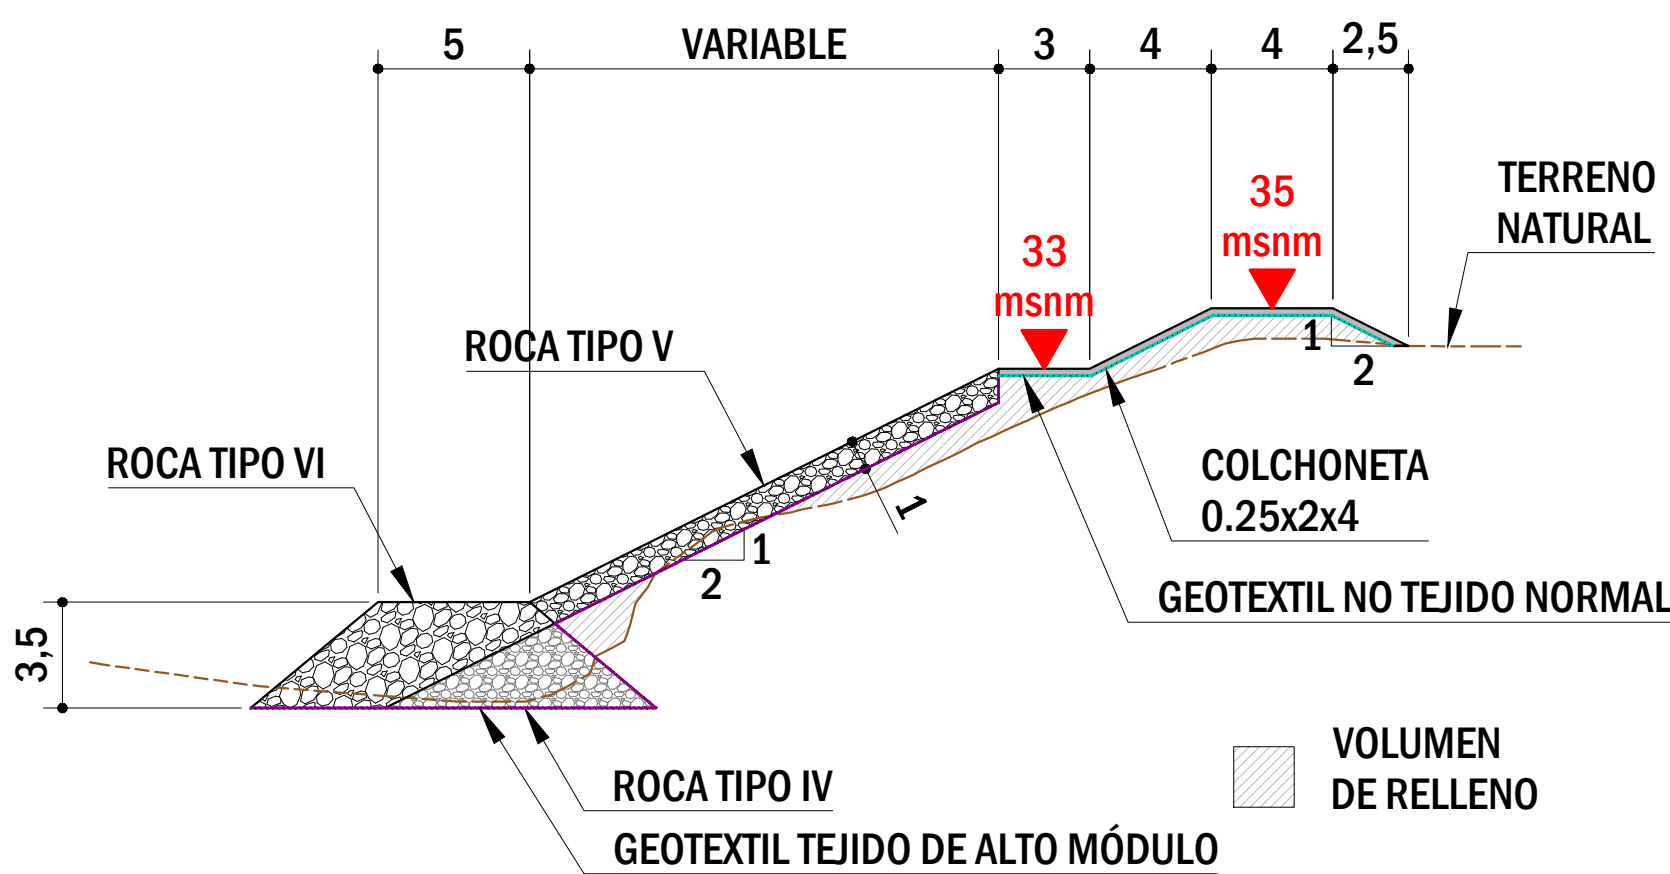 5
VARIABLE
3
4
4
2,5
TERRENO
NATURAL
35
msnm
33
msnm
ROCA TIPO V
1
2
ROCA TIPO VI
COLCHONETA
0.25x2x4
1
1
2
GEOTEXTIL NO TEJIDO NORMAL
3,5
VOLUMEN
DE RELLENO
ROCA TIPO IV
GEOTEXTIL TEJIDO DE ALTO MÓDULO